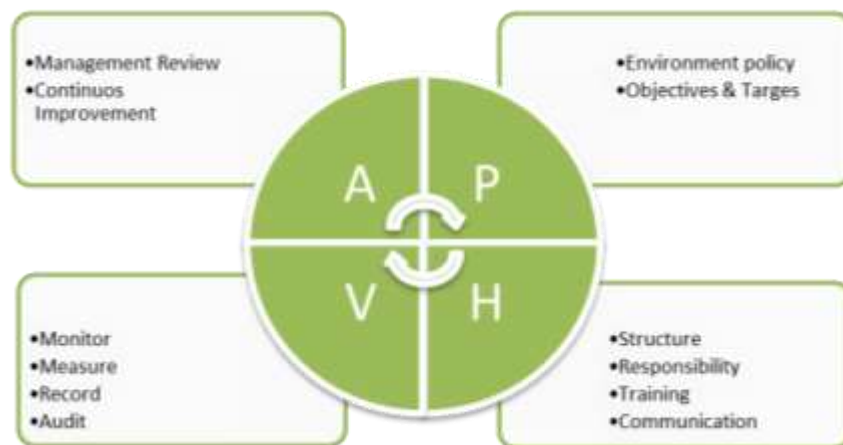 •Management Review
•Continuos
Improvement
•Environment policy
•Objectives & Targes
A
P
V
H
•Monitor
•Measure
•Record
•Audit
•Structure
•Responsibility
•Training
•Communication